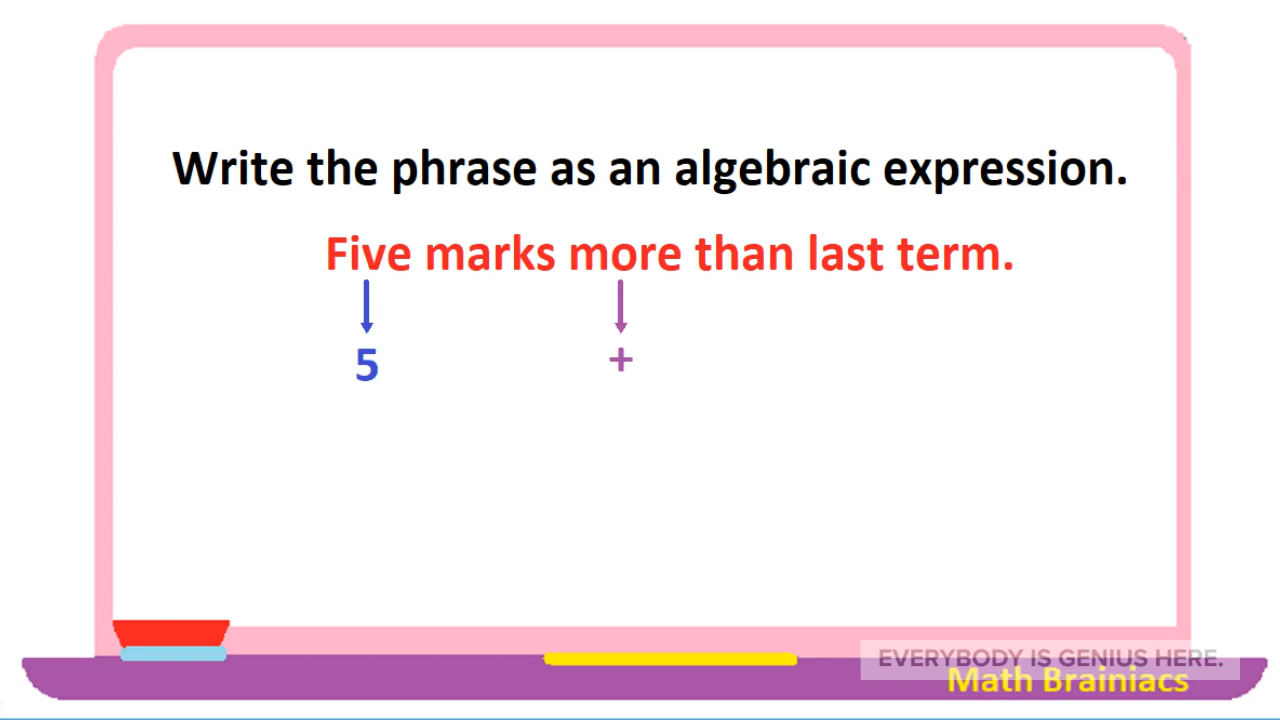 Write the phrase as an algebraic expression.
Five marks more than last term.
5 +
EVERYBODY IS GENIUS HERE.
Math Brainiacs